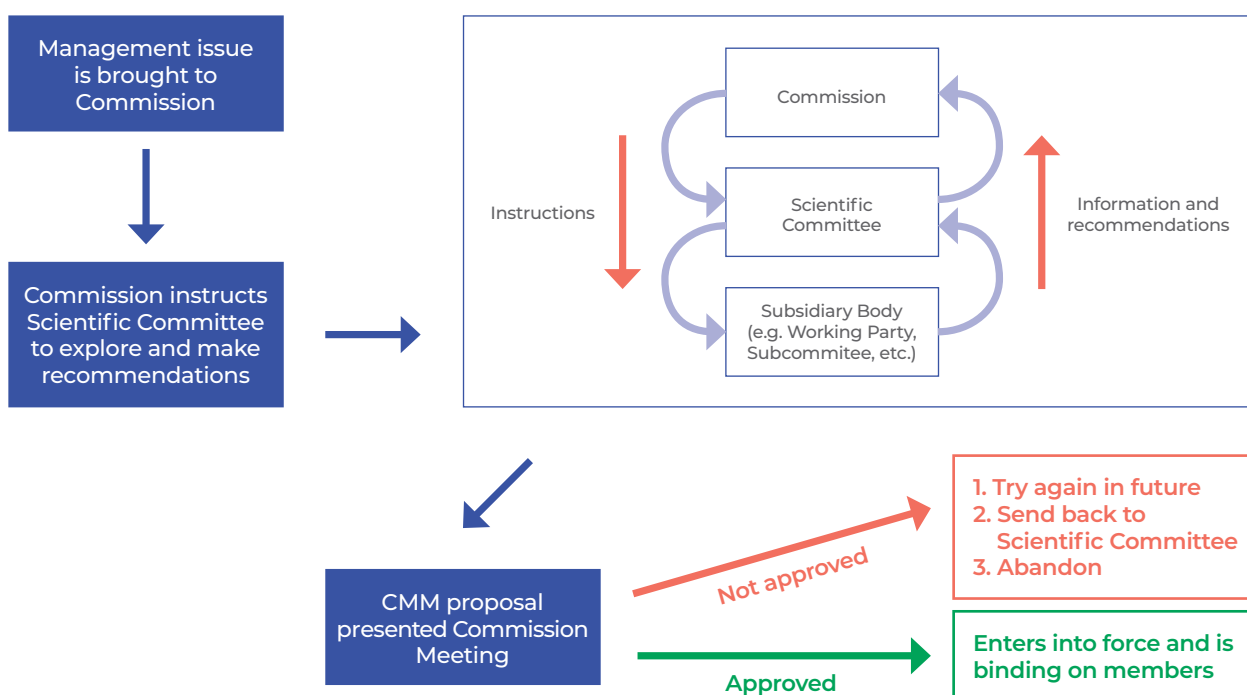 Management issue
is brought to
Commission
Commission instructs
Scientific Committee
to explore and make
recommendations
Commission
Instructions
Scientific
Committee
Information and
recommendations
Subsidiary Body
(e.g. Working Party,
Subcommitee, etc.)
CMM proposal
presented Commission
Meeting
Not approved
1. Try again in future
2. Send back to
Scientific Committee
3. Abandon
Approved
Enters into force and is
binding on members